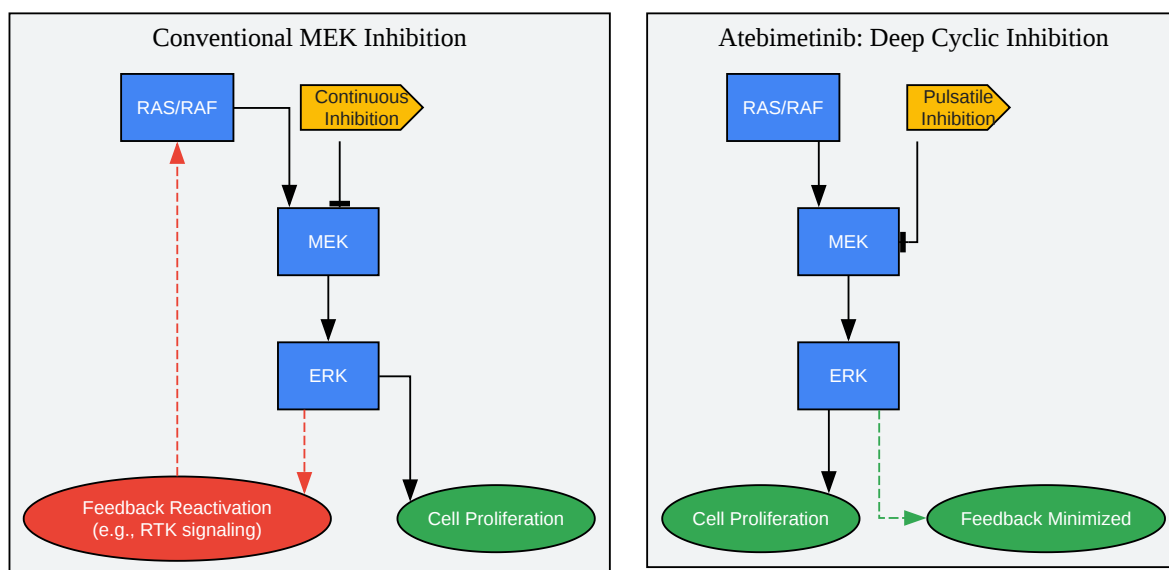 Conventional MEK Inhibition
RAS/RAF
Continuous
Inhibition
MEK
ERK
Feedback Reactivation
(e.g., RTK signaling)
Cell Proliferation
Atebimetinib: Deep Cyclic Inhibition
RAS/RAF
Pulsatile
Inhibition
MEK
ERK
Cell Proliferation
Feedback Minimized